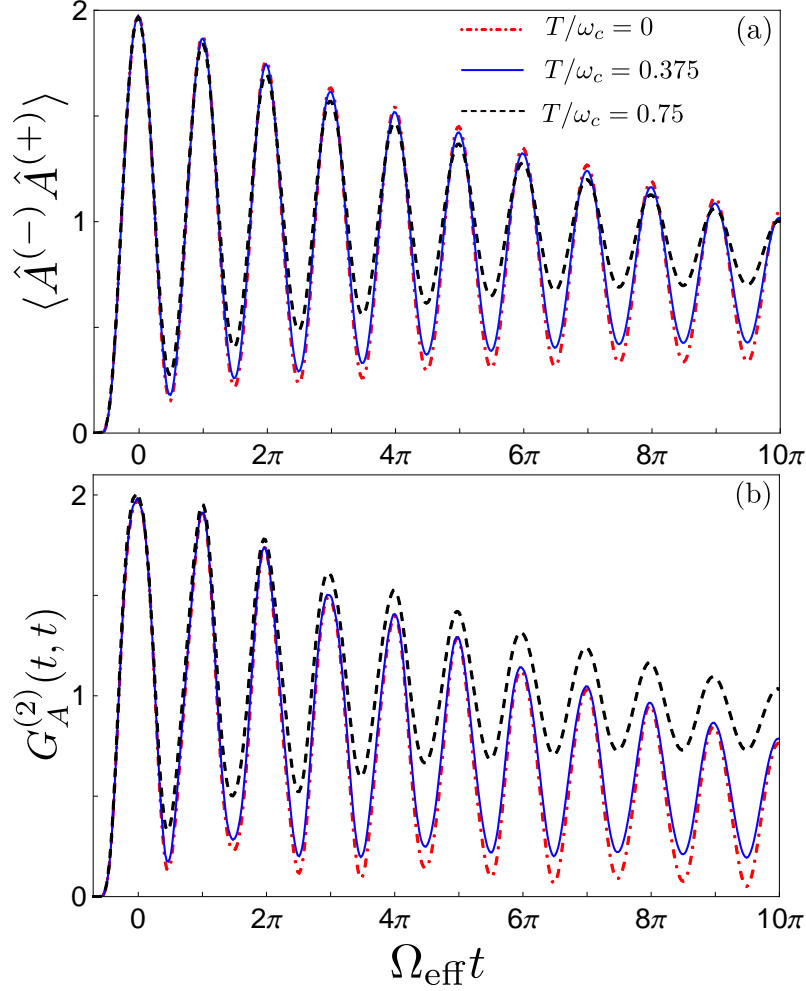 2
(a)
T/ω_c = 0
T/ω_c = 0.375
T/ω_c = 0.75
⟨Â^(−) Â^(+)⟩
1
0
0 2π 4π 6π 8π 10π
2
(b)
G_A^(2)(t, t)
1
0
0 2π 4π 6π 8π 10π
Ω_eff t